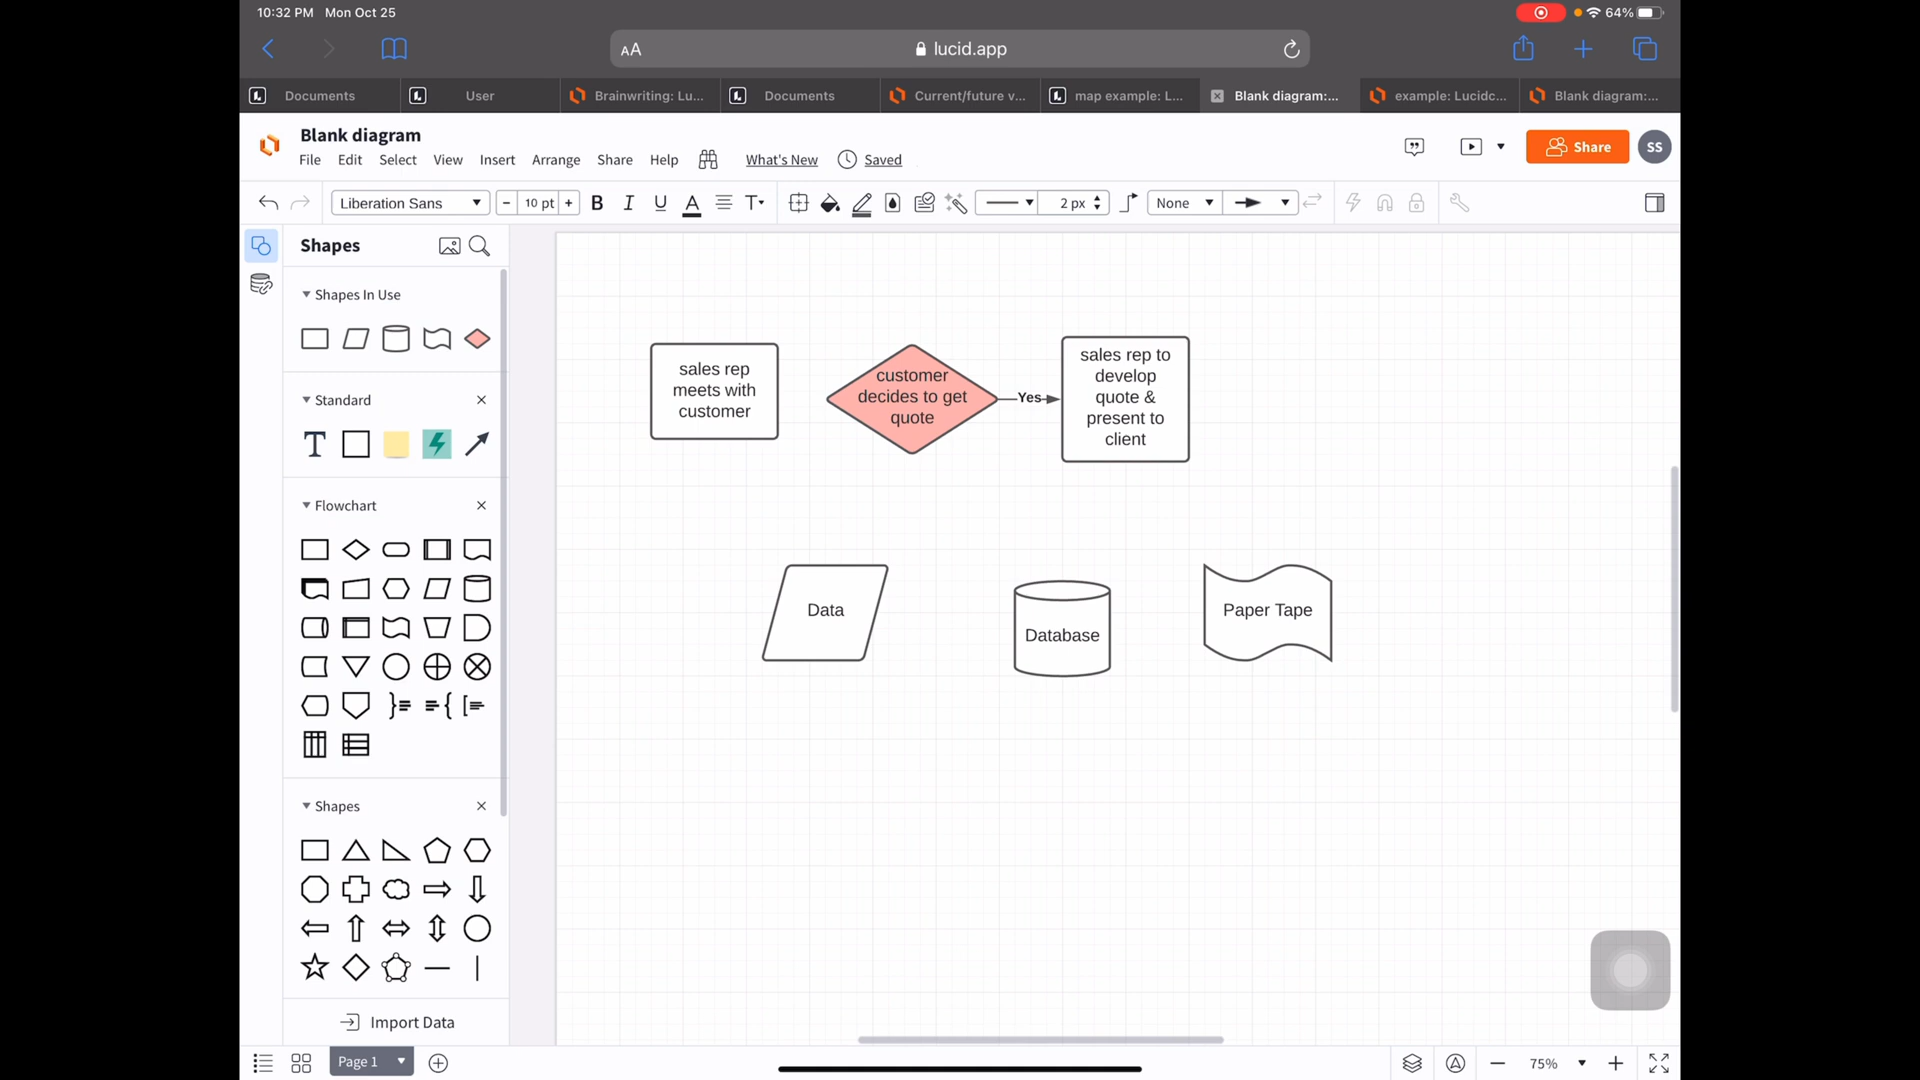 10:32 PM Mon Oct 25
64%
AA
lucid.app
Documents
User
Brainwriting: Lu...
Documents
Current/future v...
map example: L...
Blank diagram:...
example: Lucidc...
Blank diagram:...
Blank diagram
File Edit Select View Insert Arrange Share Help What's New Saved
Share
SS
Liberation Sans
- 10 pt +
B I U A T
2 px
None
Shapes
Shapes In Use
Standard
T
Flowchart
Shapes
Import Data
sales rep
meets with
customer
customer
decides to get
quote
Yes
sales rep to
develop
quote &
present to
client
Data
Database
Paper Tape
Page 1
75%